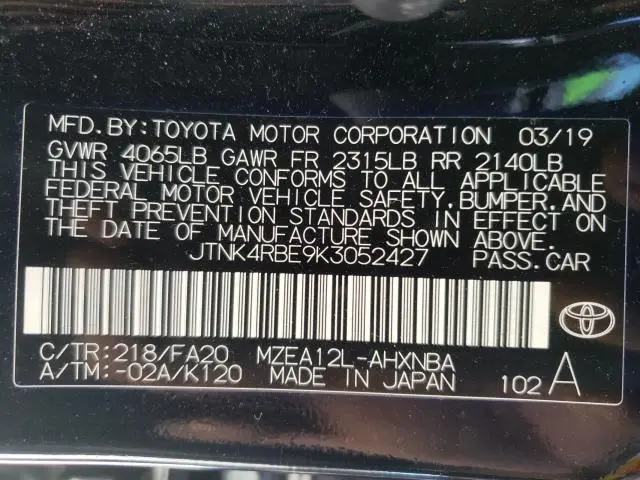 MFD.BY:TOYOTA MOTOR CORPORATION 03/19
GVWR 4065LB GAWR FR 2315LB RR 2140LB
THIS VEHICLE CONFORMS TO ALL APPLICABLE
FEDERAL MOTOR VEHICLE SAFETY,BUMPER,AND
THEFT PREVENTION STANDARDS IN EFFECT ON
THE DATE OF MANUFACTURE SHOWN ABOVE.
JTNK4RBE9K3052427 PASS.CAR
C/TR:218/FA20 MZEA12L-AHXNBA
A/TM:-02A/K120 MADE IN JAPAN 102 A